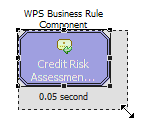 WPS Business Rule
Component
Credit Risk
Assessmen...
0.05 second